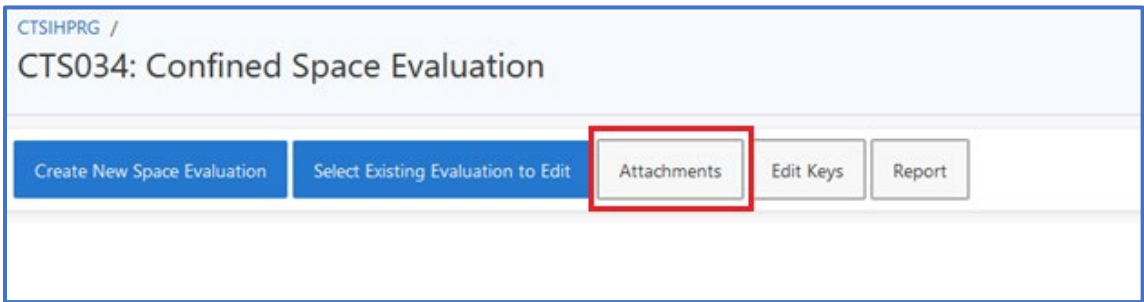 CTSIHPRG /
CTS034: Confined Space Evaluation
Create New Space Evaluation Select Existing Evaluation to Edit Attachments Edit Keys Report